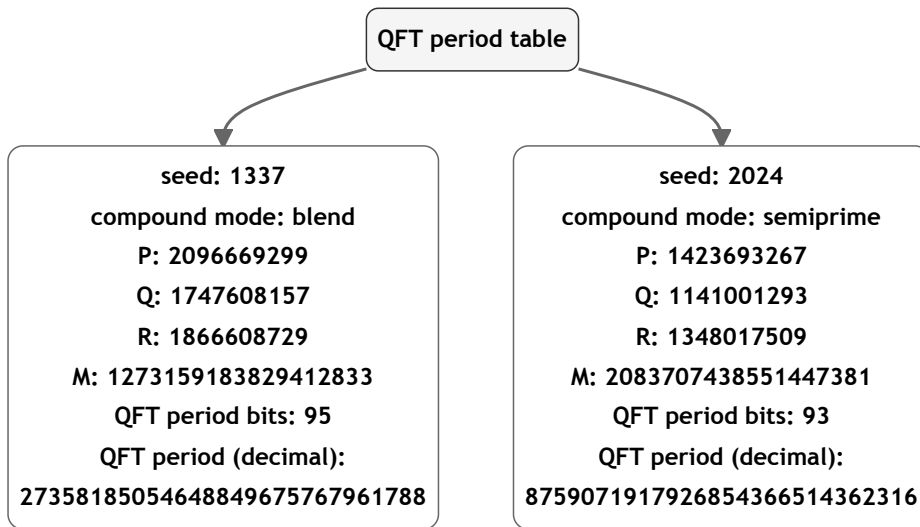 QFT period table
seed: 1337
compound mode: blend
P: 2096669299
Q: 1747608157
R: 1866608729
M: 1273159183829412833
QFT period bits: 95
QFT period (decimal):
27358185054648849675767961788
seed: 2024
compound mode: semiprime
P: 1423693267
Q: 1141001293
R: 1348017509
M: 2083707438551447381
QFT period bits: 93
QFT period (decimal):
8759071917926854366514362316